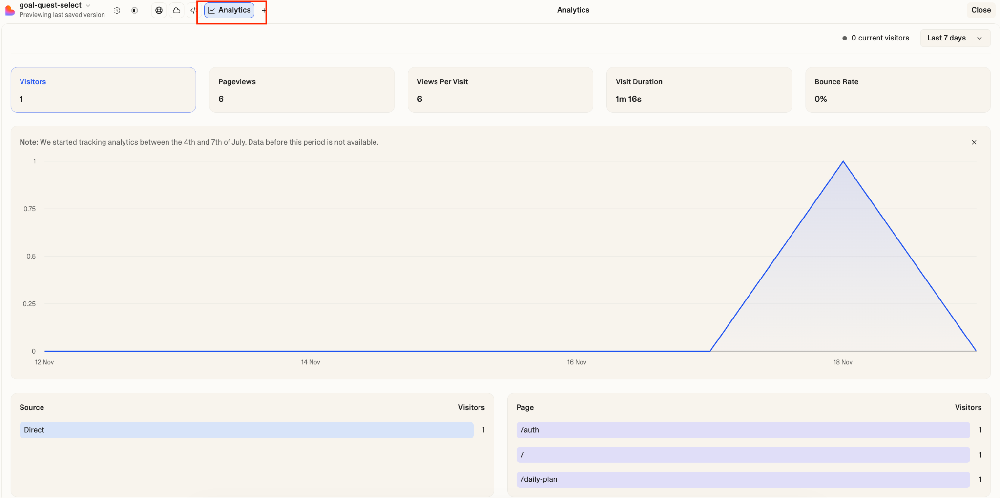 goal-quest-select
Previewing last saved version
</>
Analytics
+
Analytics
Close
0 current visitors
Last 7 days
Visitors
1
Pageviews
6
Views Per Visit
6
Visit Duration
1m 16s
Bounce Rate
0%
Note: We started tracking analytics between the 4th and 7th of July. Data before this period is not available.
1
0.75
0.5
0.25
0
12 Nov
14 Nov
16 Nov
18 Nov
Source Visitors
Direct 1
Page Visitors
/auth 1
/ 1
/daily-plan 1